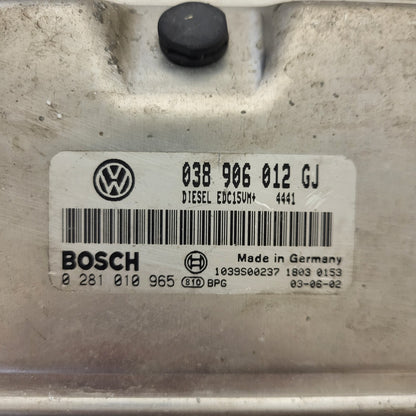 038 906 012 GJ
DIESEL EDC15VM+ 4441
BOSCH Made in Germany
1039S00237 1803 0153
0 281 010 965 810 BPG 03-06-02